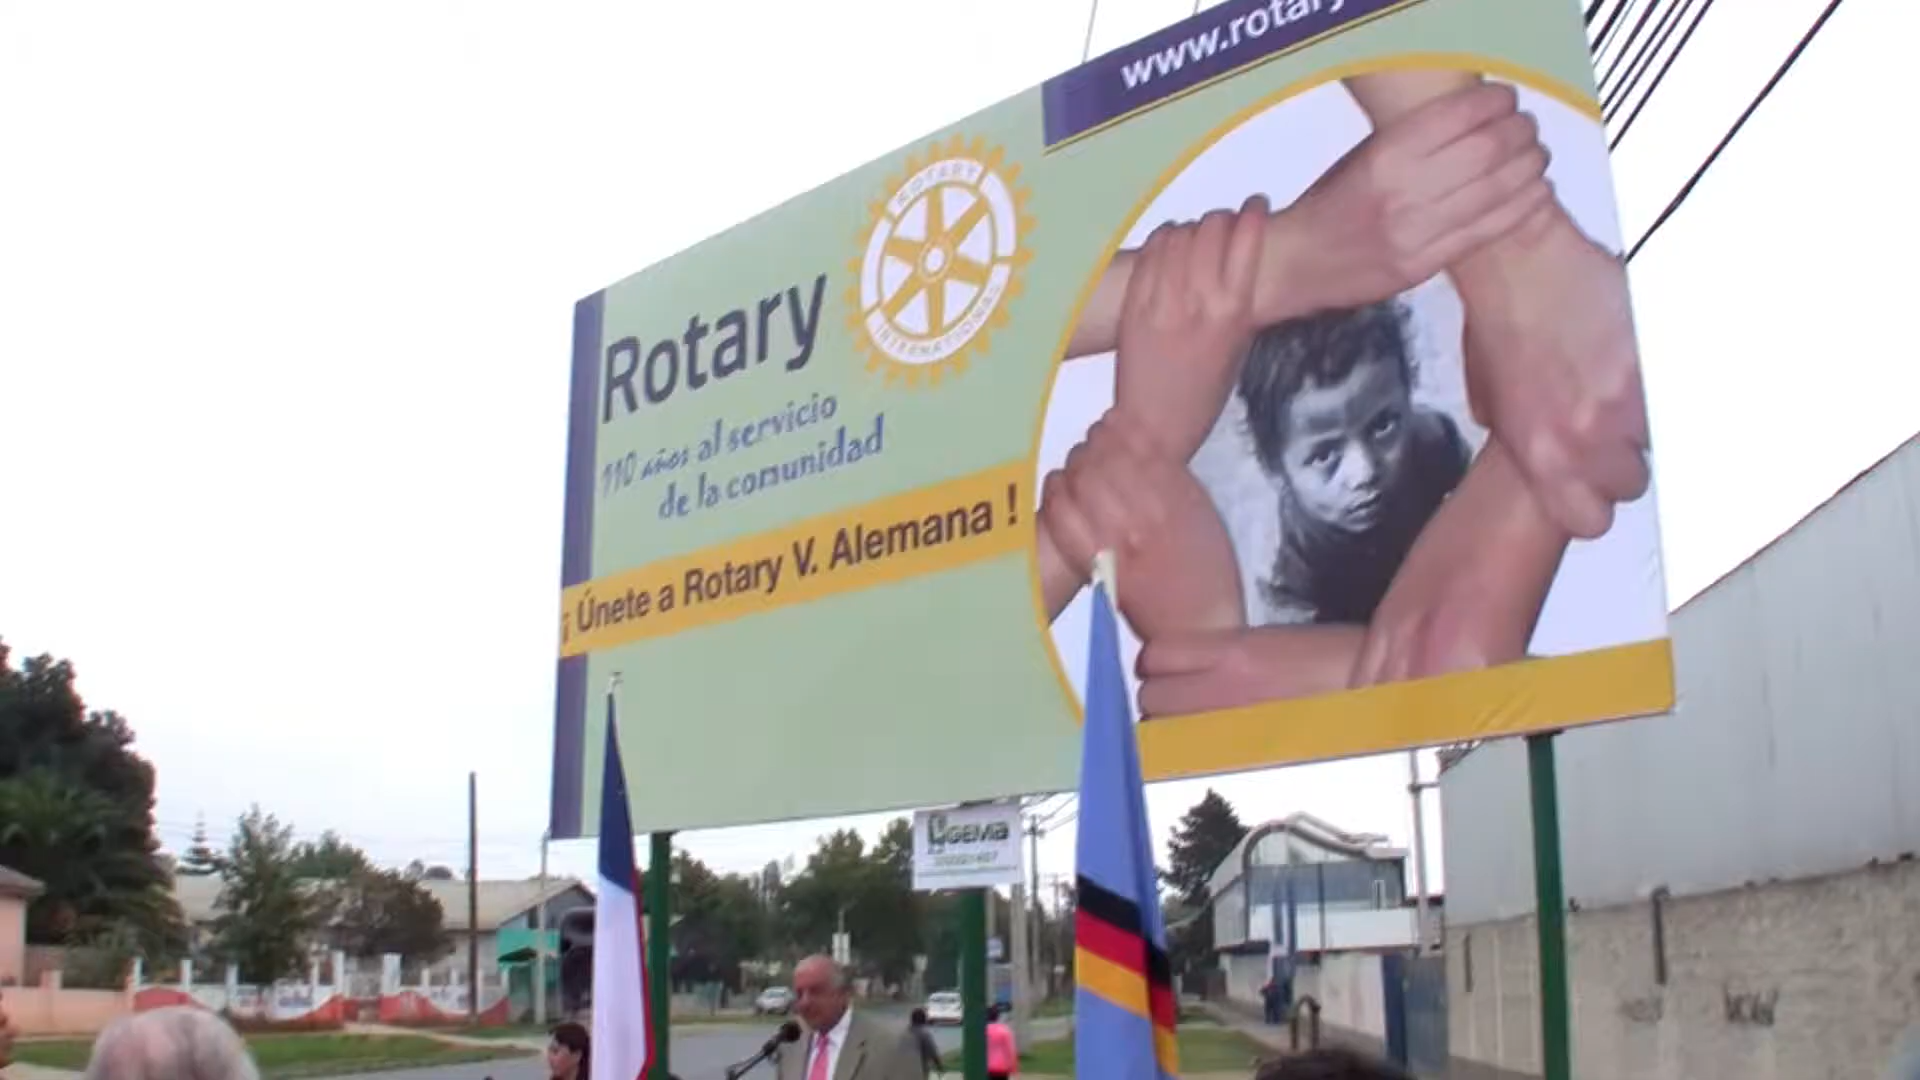 www.rotary
ROTARY
INTERNATIONAL
Rotary
110 años al servicio
de la comunidad
¡ Únete a Rotary V. Alemana !
GEMA